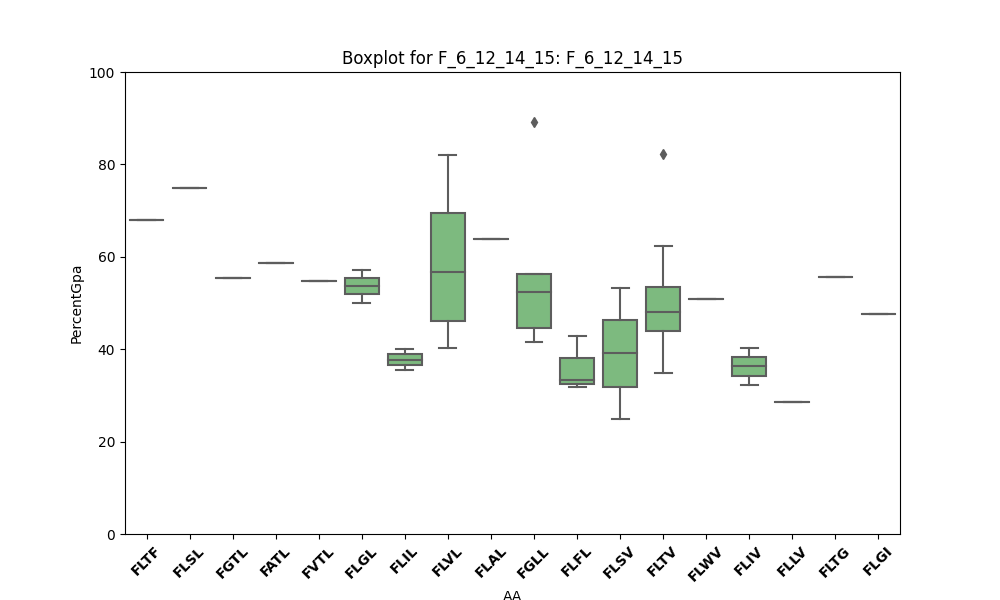 Boxplot for F_6_12_14_15: F_6_12_14_15
PercentGpa
100
80
60
40
20
0
FLTF FLSL FGTL FATL FVTL FLGL FLIL FLVL FLAL FGLL FLFL FLSV FLTV FLWV FLIV FLLV FLTG FLGI
AA